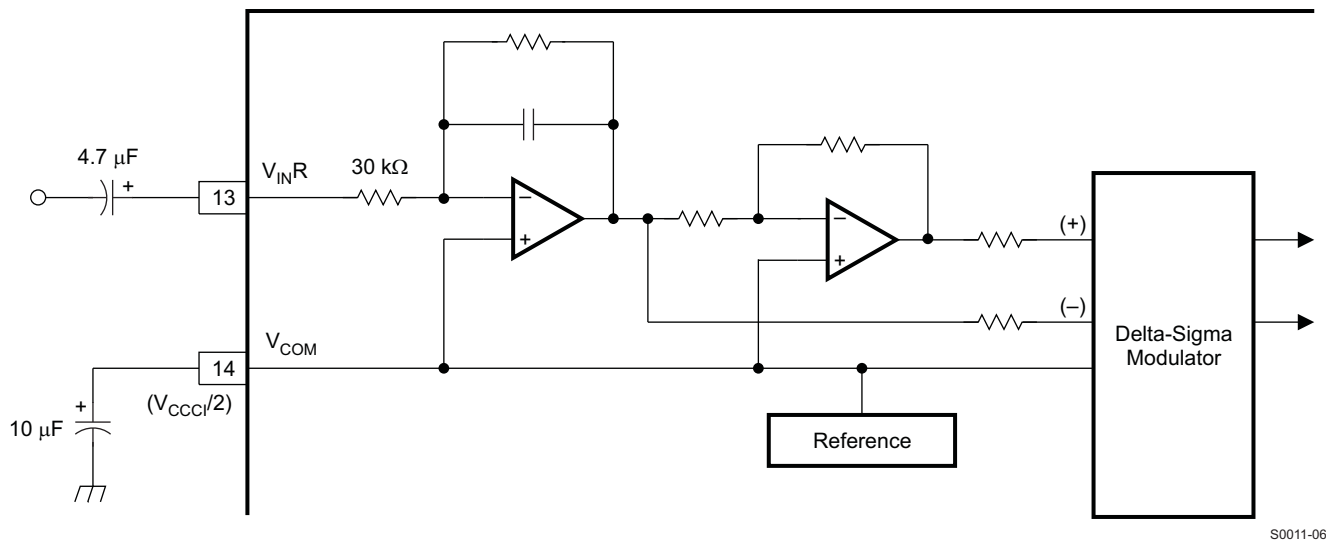 4.7 μF
+
13
V_INR
30 kΩ
−
+
−
+
(+)
(–)
Delta-Sigma
Modulator
V_COM
14
(V_CCCI/2)
+
10 μF
Reference
S0011-06